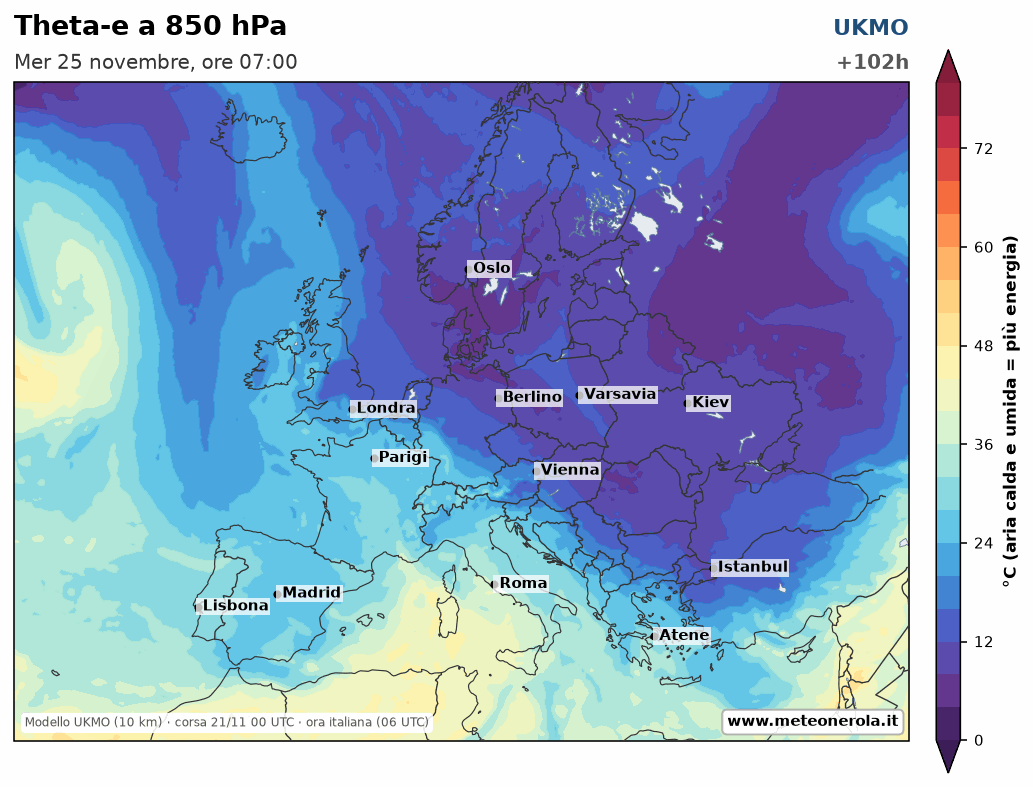 Theta-e a 850 hPa
UKMO
Mer 25 novembre, ore 07:00
+102h
72
60
48
36
24
12
0
°C (aria calda e umida = più energia)
Oslo
Londra
Berlino
Varsavia
Kiev
Parigi
Vienna
Istanbul
Roma
Madrid
Lisbona
Atene
Modello UKMO (10 km) · corsa 21/11 00 UTC · ora italiana (06 UTC)
www.meteonerola.it